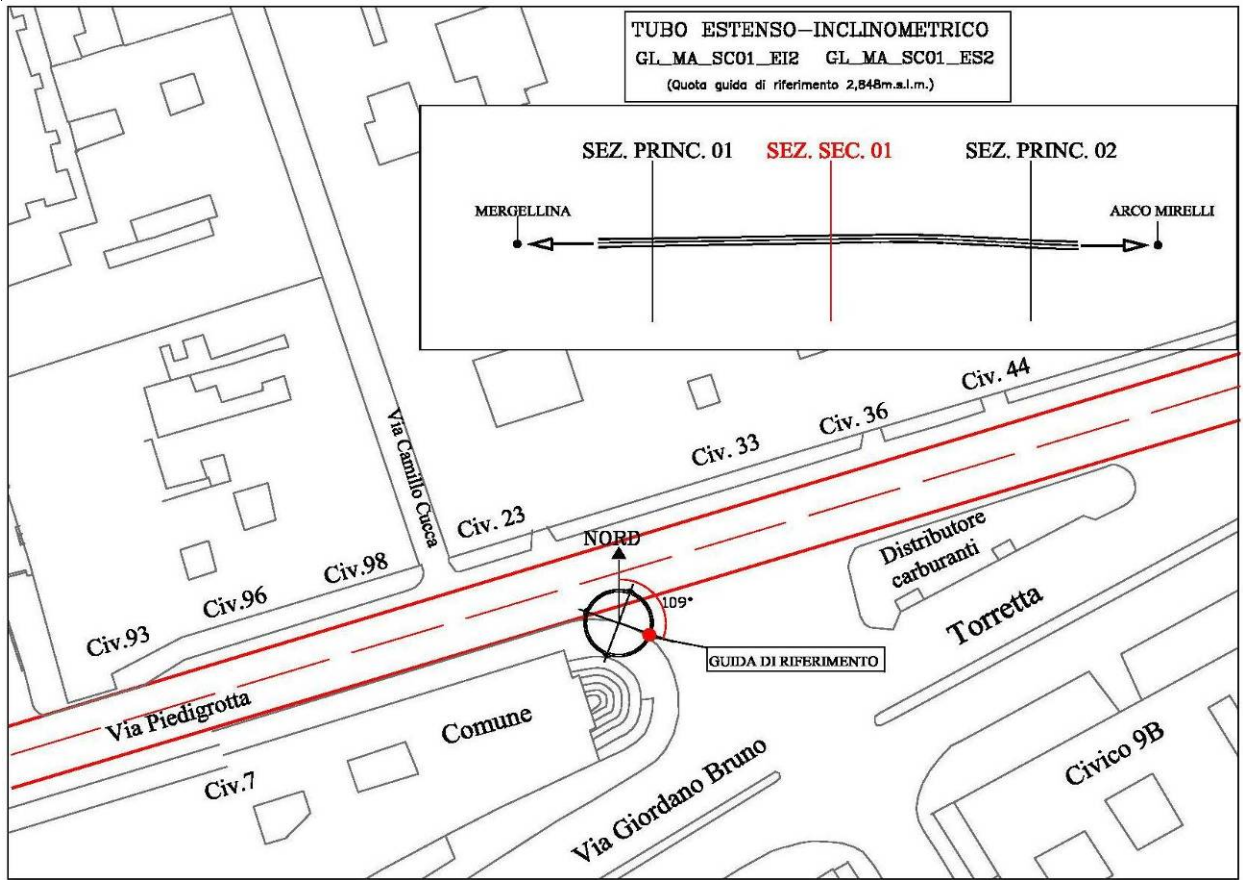 TUBO ESTENSO-INCLINOMETRICO
GL_MA_SC01_EI2 GL_MA_SC01_ES2
(Quota guida di riferimento 2,848m.s.l.m.)
SEZ. PRINC. 01 SEZ. SEC. 01 SEZ. PRINC. 02
MERGELLINA
ARCO MIRELLI
Civ. 44
Civ. 36
Civ. 33
Via Camillo Cucca
Civ. 23
NORD
Distributore
carburanti
Civ.98
Civ.96
109°
Torretta
Civ.93
GUIDA DI RIFERIMENTO
Via Piedigrotta
Comune
Civico 9B
Civ.7
Via Giordano Bruno